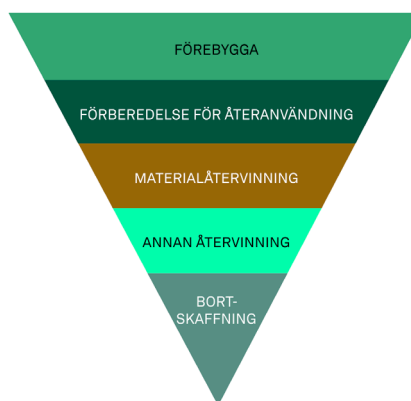 FÖREBYGGA
FÖRBEREDELSE FÖR ÅTERANVÄNDNING
MATERIALÅTERVINNING
ANNAN ÅTERVINNING
BORT-
SKAFFNING